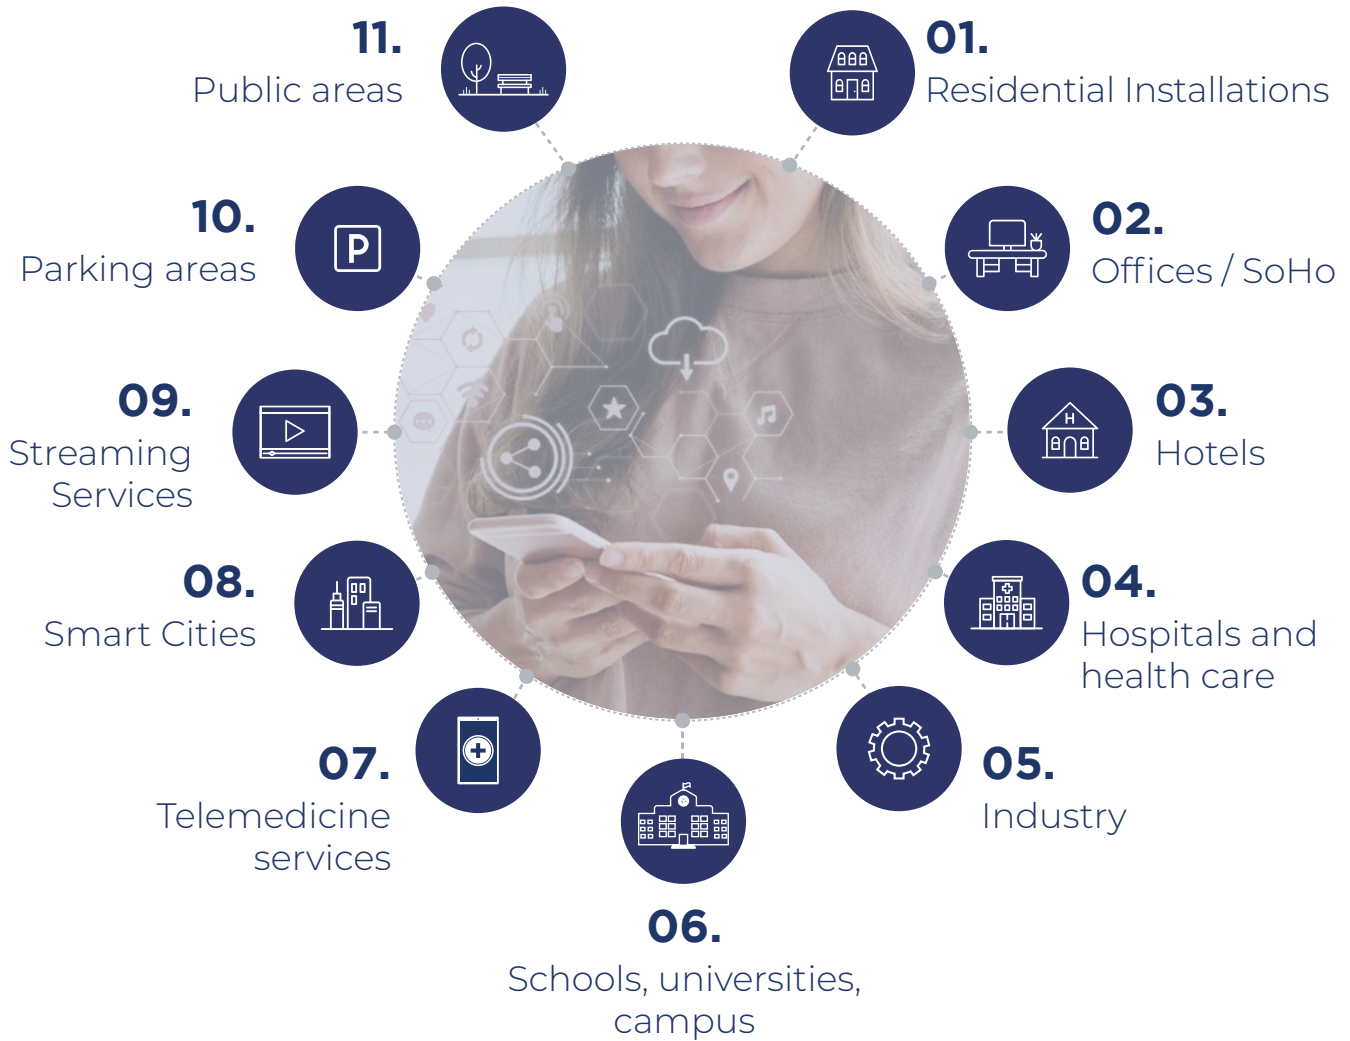 01.
Residential Installations
02.
Offices / SoHo
03.
Hotels
H
04.
Hospitals and
health care
05.
Industry
06.
Schools, universities,
campus
07.
Telemedicine
services
08.
Smart Cities
09.
Streaming
Services
10.
Parking areas
P
11.
Public areas